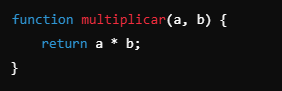 function multiplicar(a, b) {
    return a * b;
}